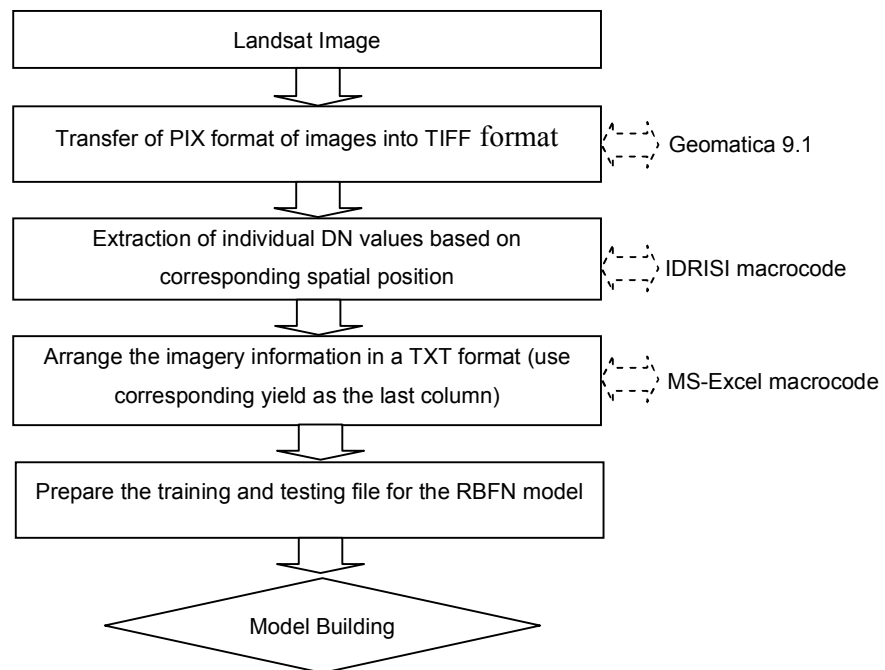 Landsat Image
Transfer of PIX format of images into TIFF format
Geomatica 9.1
Extraction of individual DN values based on
corresponding spatial position
IDRISI macrocode
Arrange the imagery information in a TXT format (use
corresponding yield as the last column)
MS-Excel macrocode
Prepare the training and testing file for the RBFN model
Model Building